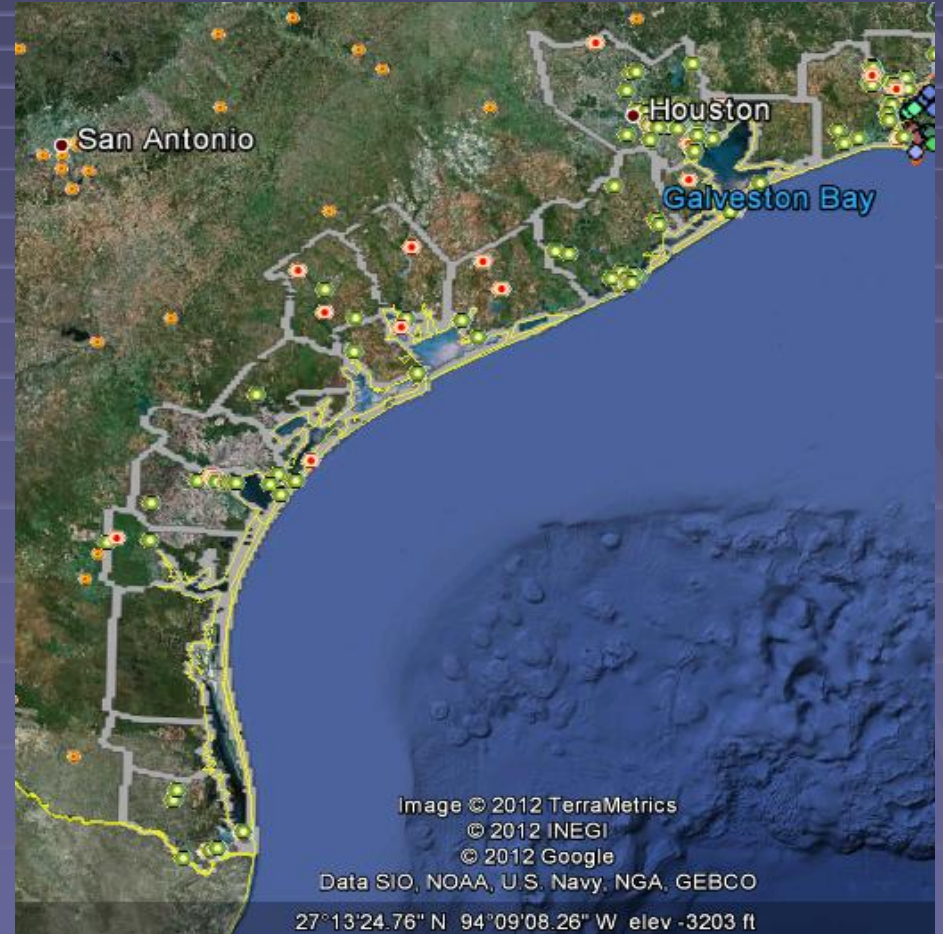 Houston
San Antonio
Galveston Bay
Image © 2012 TerraMetrics
© 2012 INEGI
© 2012 Google
Data SIO, NOAA, U.S. Navy, NGA, GEBCO
27°13'24.76" N 94°09'08.26" W elev -3203 ft